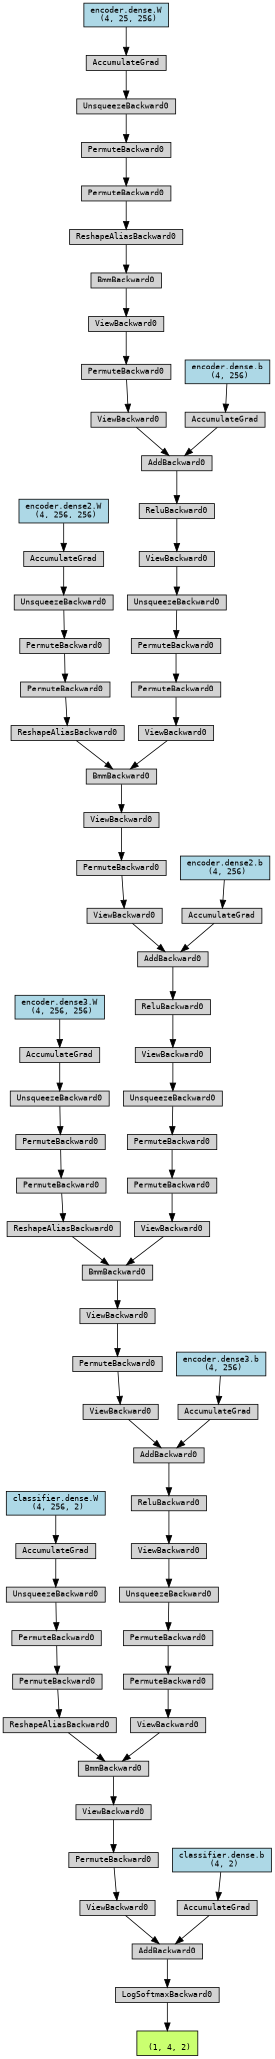 encoder.dense.W
(4, 25, 256)
AccumulateGrad
UnsqueezeBackward0
PermuteBackward0
PermuteBackward0
ReshapeAliasBackward0
BmmBackward0
ViewBackward0
PermuteBackward0
encoder.dense.b
(4, 256)
ViewBackward0
AccumulateGrad
AddBackward0
encoder.dense2.W
(4, 256, 256)
ReluBackward0
AccumulateGrad
ViewBackward0
UnsqueezeBackward0
UnsqueezeBackward0
PermuteBackward0
PermuteBackward0
PermuteBackward0
PermuteBackward0
ReshapeAliasBackward0
ViewBackward0
BmmBackward0
ViewBackward0
PermuteBackward0
encoder.dense2.b
(4, 256)
ViewBackward0
AccumulateGrad
AddBackward0
encoder.dense3.W
(4, 256, 256)
ReluBackward0
AccumulateGrad
ViewBackward0
UnsqueezeBackward0
UnsqueezeBackward0
PermuteBackward0
PermuteBackward0
PermuteBackward0
PermuteBackward0
ReshapeAliasBackward0
ViewBackward0
BmmBackward0
ViewBackward0
PermuteBackward0
encoder.dense3.b
(4, 256)
ViewBackward0
AccumulateGrad
AddBackward0
classifier.dense.W
(4, 256, 2)
ReluBackward0
AccumulateGrad
ViewBackward0
UnsqueezeBackward0
UnsqueezeBackward0
PermuteBackward0
PermuteBackward0
PermuteBackward0
PermuteBackward0
ReshapeAliasBackward0
ViewBackward0
BmmBackward0
ViewBackward0
PermuteBackward0
classifier.dense.b
(4, 2)
ViewBackward0
AccumulateGrad
AddBackward0
LogSoftmaxBackward0
(1, 4, 2)